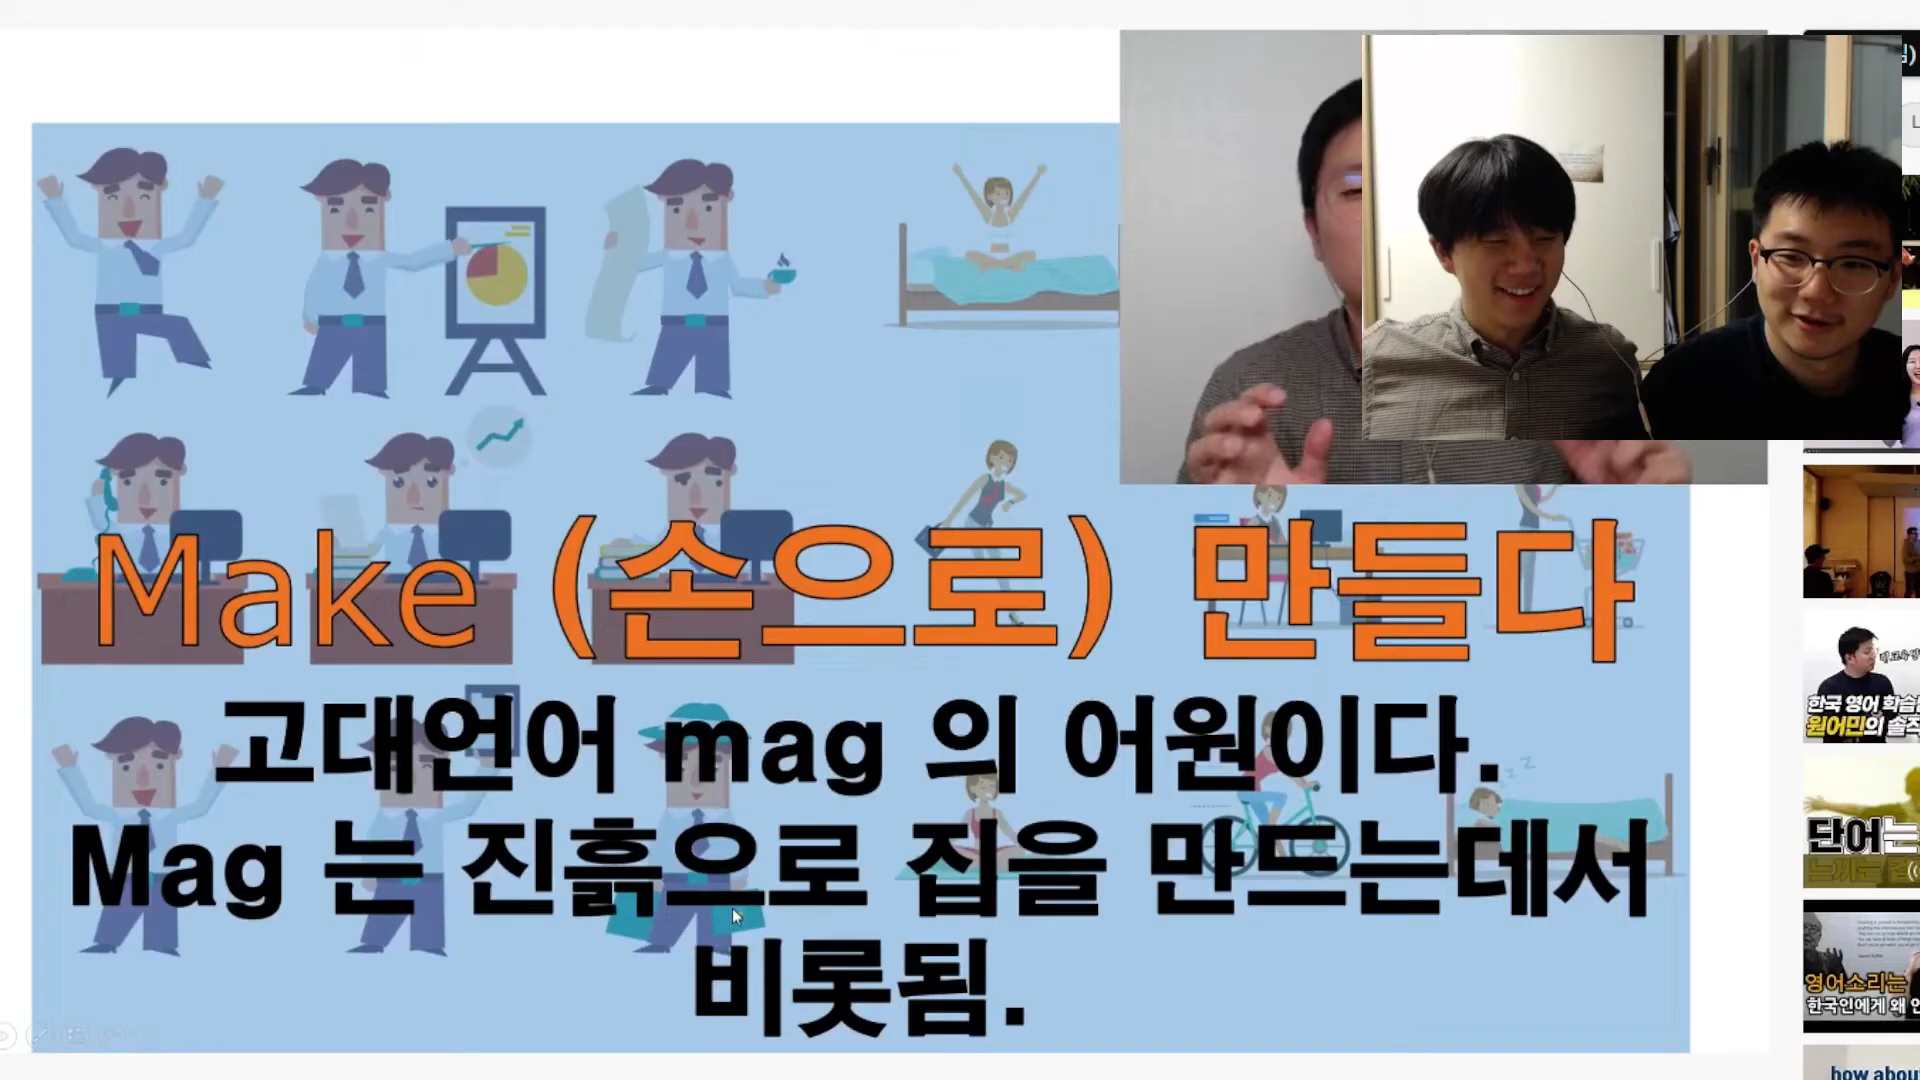 Make (손으로) 만들다
고대언어 mag 의 어원이다.
Mag 는 진흙으로 집을 만드는데서
비롯됨.
한국 영어 학습
원어민의 솔직
단어는
영어소리는
한국인에게 왜
how about